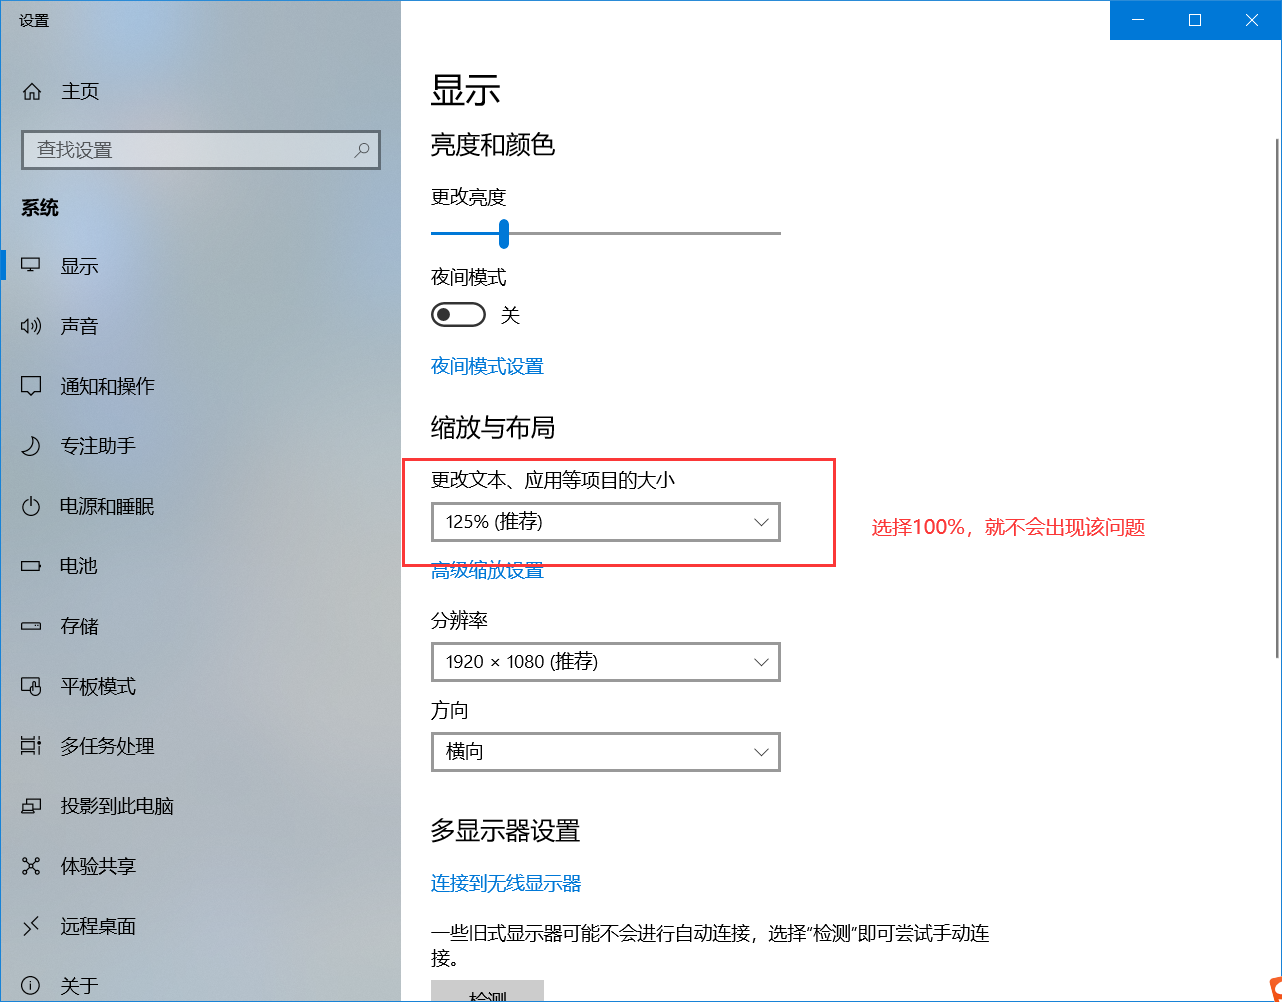 设置
主页
查找设置
系统
显示
声音
通知和操作
专注助手
电源和睡眠
电池
存储
平板模式
多任务处理
投影到此电脑
体验共享
远程桌面
关于
显示
亮度和颜色
更改亮度
夜间模式
关
夜间模式设置
缩放与布局
更改文本、应用等项目的大小
125% (推荐)
选择100%，就不会出现该问题
高级缩放设置
分辨率
1920 × 1080 (推荐)
方向
横向
多显示器设置
连接到无线显示器
一些旧式显示器可能不会进行自动连接，选择“检测”即可尝试手动连
接。
检测